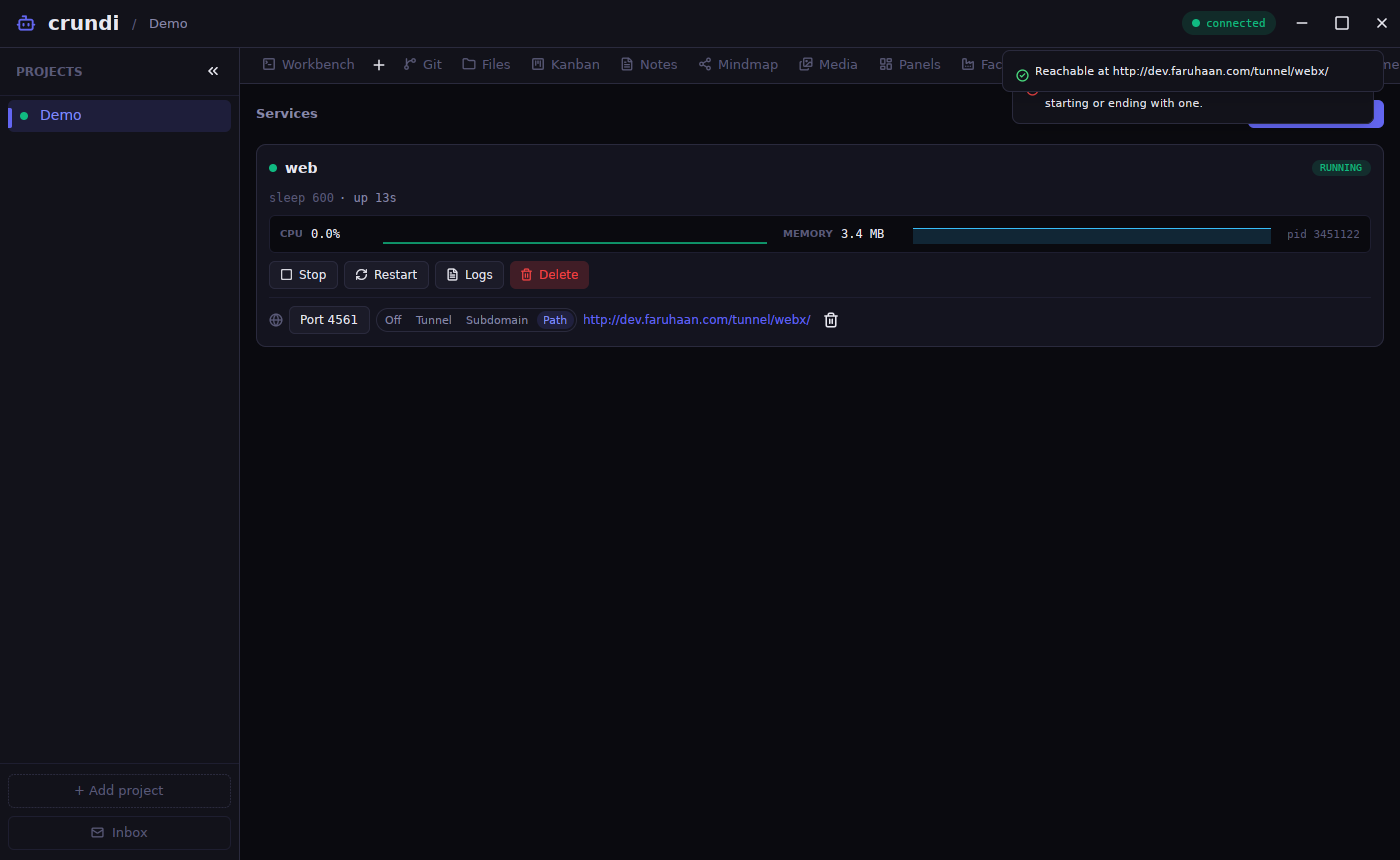 crundi / Demo
connected
PROJECTS
Workbench
Git
Files
Kanban
Notes
Mindmap
Media
Panels
Reachable at http://dev.faruhaan.com/tunnel/webx/
starting or ending with one.
Demo
Services
web
RUNNING
sleep 600 · up 13s
CPU 0.0%
MEMORY 3.4 MB
pid 3451122
Stop
Restart
Logs
Delete
Port 4561
Off
Tunnel
Subdomain
Path
http://dev.faruhaan.com/tunnel/webx/
+ Add project
Inbox